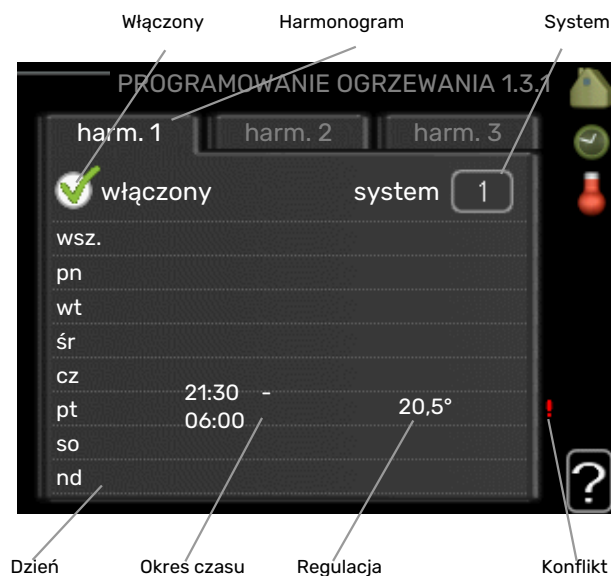 Włączony Harmonogram System
PROGRAMOWANIE OGRZEWANIA 1.3.1
harm. 1 harm. 2 harm. 3
włączony system 1
wsz.
pn
wt
śr
cz
21:30 -
pt 20,5° !
06:00
so
nd
?
Dzień Okres czasu Regulacja Konflikt